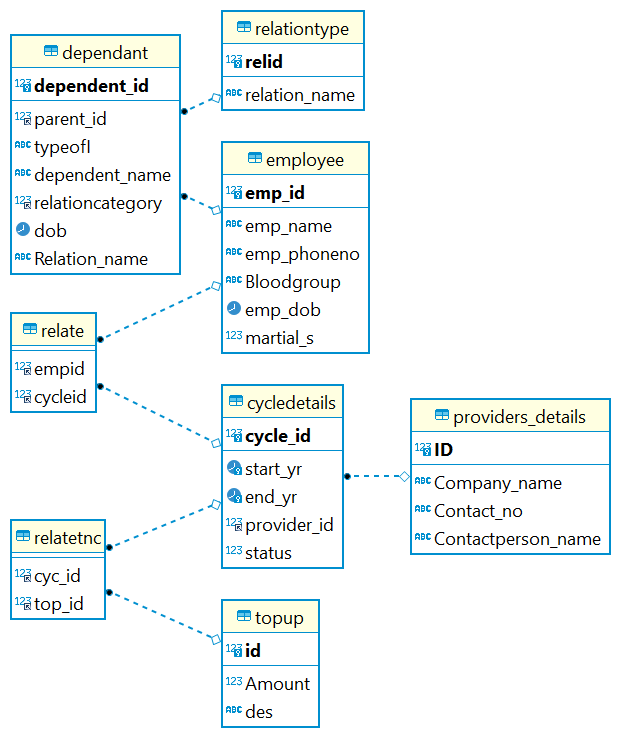 dependant
dependent_id
parent_id
typeofI
dependent_name
relationcategory
dob
Relation_name
relationtype
relid
relation_name
employee
emp_id
emp_name
emp_phoneno
Bloodgroup
emp_dob
martial_s
relate
empid
cycleid
cycledetails
cycle_id
start_yr
end_yr
provider_id
status
providers_details
ID
Company_name
Contact_no
Contactperson_name
relatetnc
cyc_id
top_id
topup
id
Amount
des